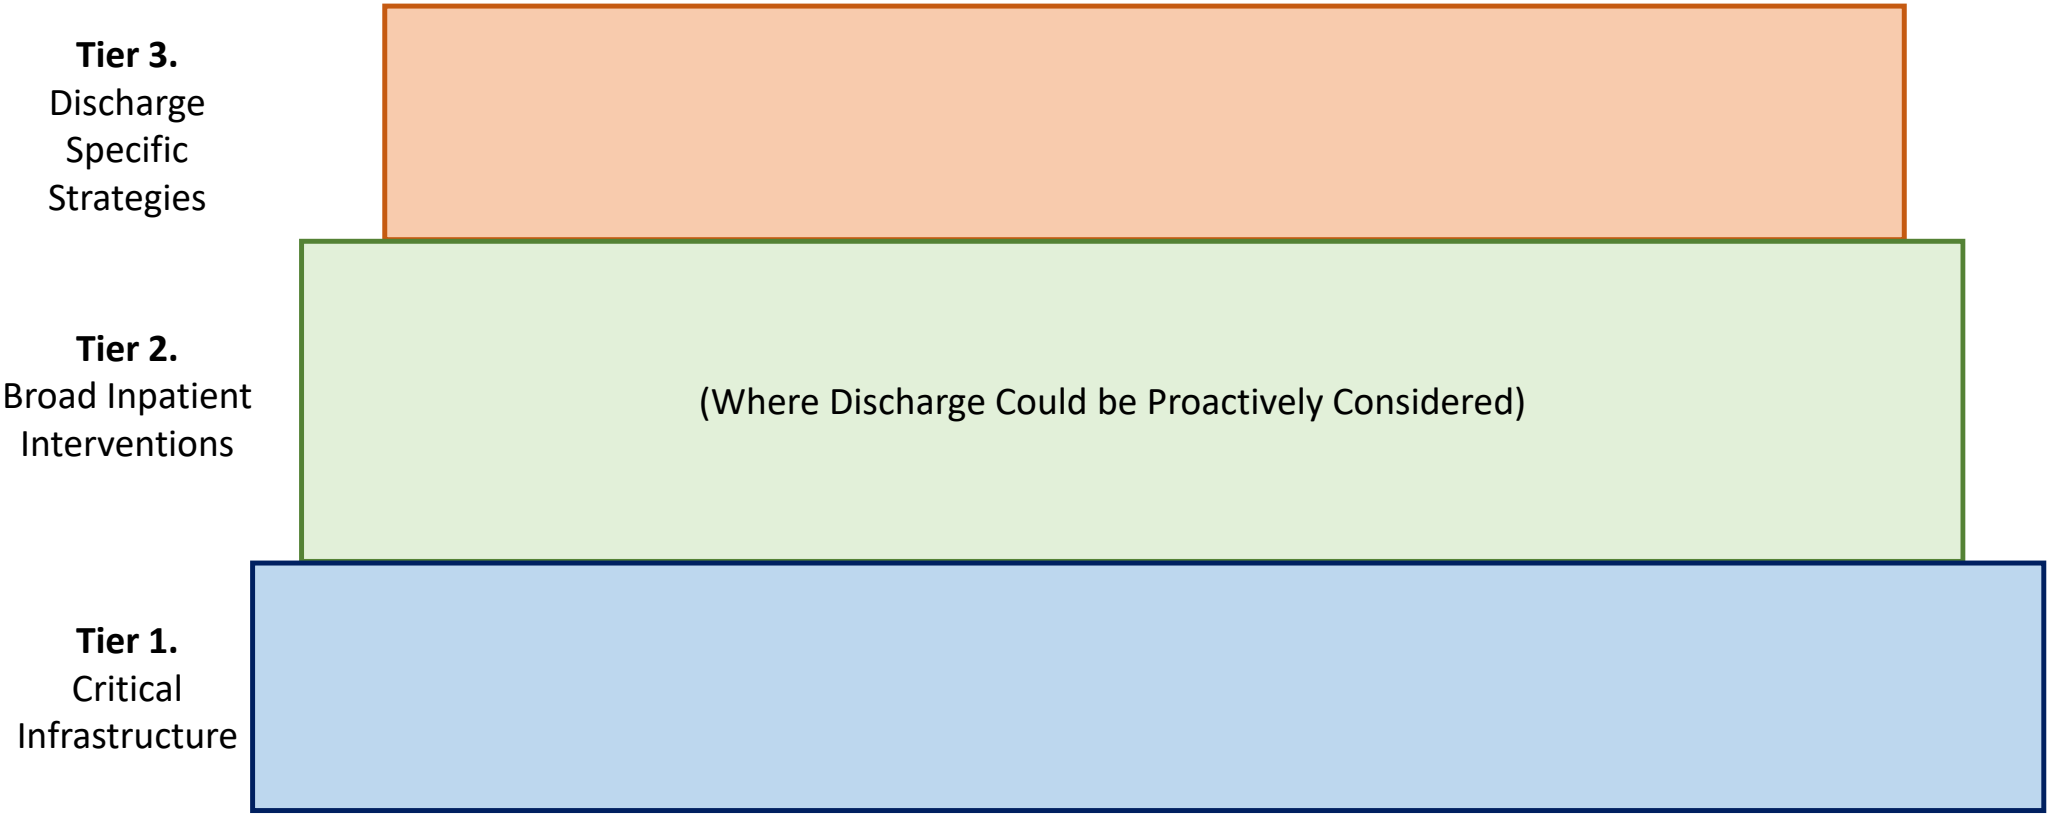 Tier 3.
Discharge
Specific
Strategies
Tier 2.
Broad Inpatient
Interventions
(Where Discharge Could be Proactively Considered)
Tier 1.
Critical
Infrastructure